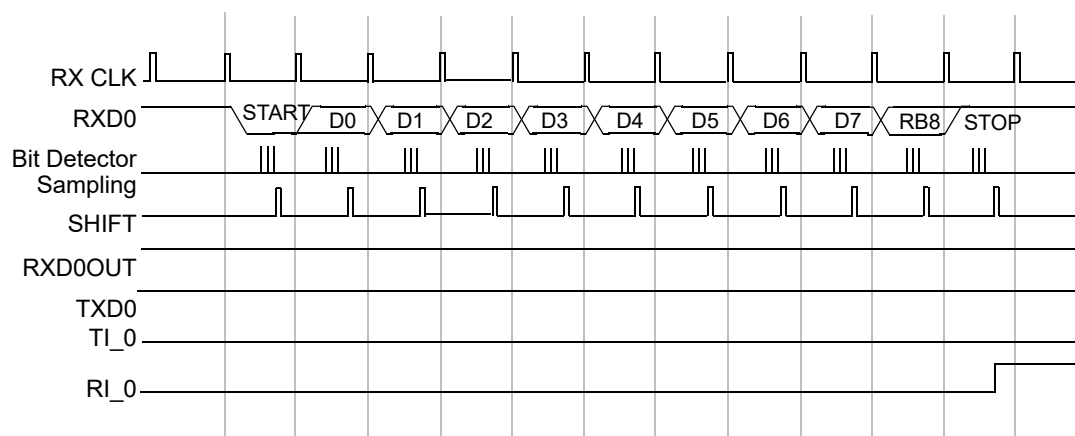 RX CLK
RXD0
START D0 D1 D2 D3 D4 D5 D6 D7 RB8 STOP
Bit Detector
Sampling
SHIFT
RXD0OUT
TXD0
TI_0
RI_0